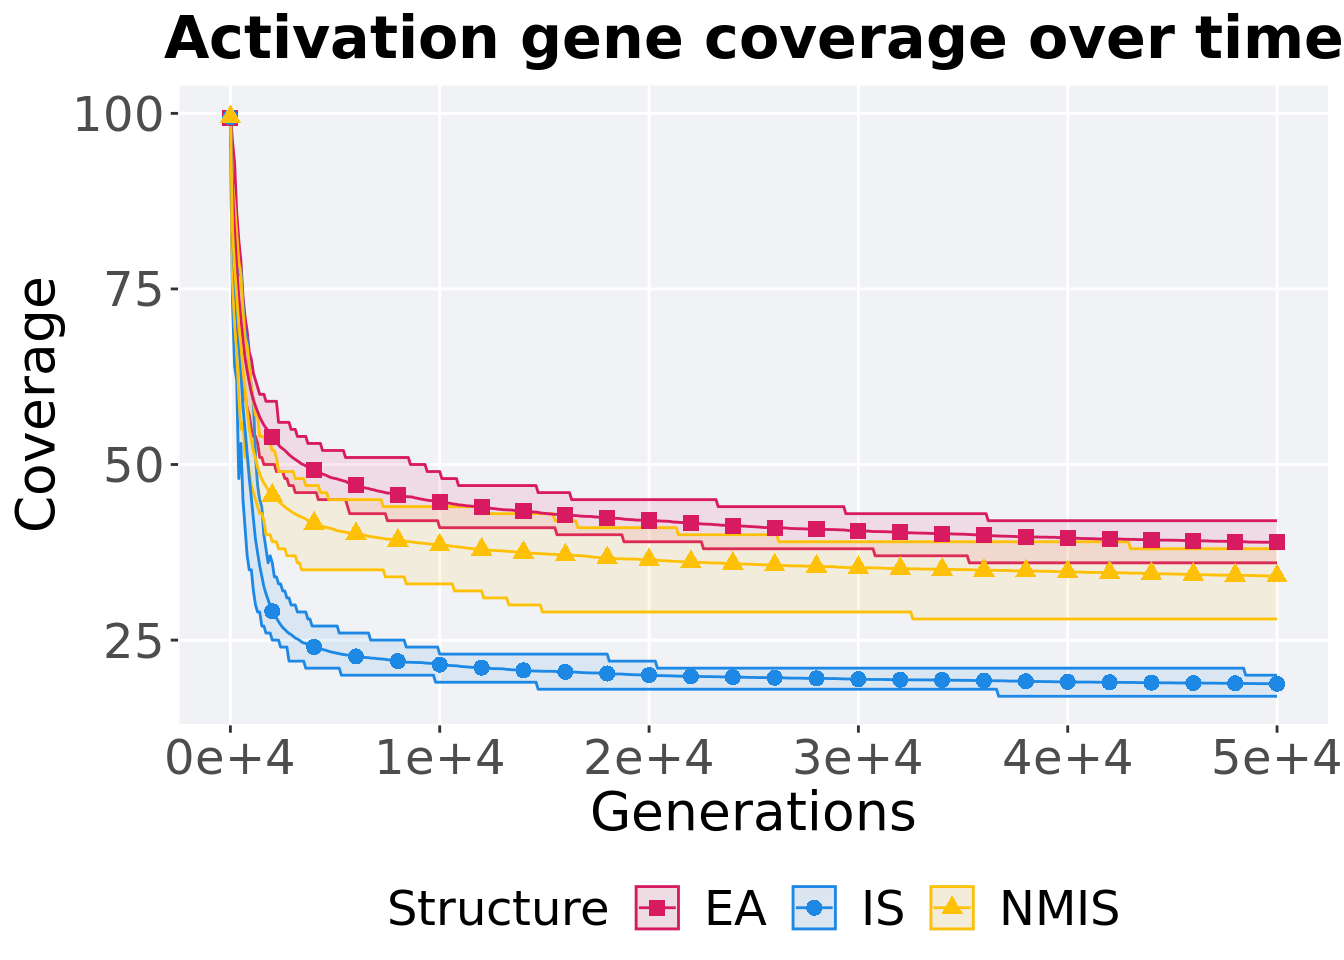 Activation gene coverage over time
Coverage
100
75
50
25
0e+4 1e+4 2e+4 3e+4 4e+4 5e+4
Generations
Structure EA IS NMIS